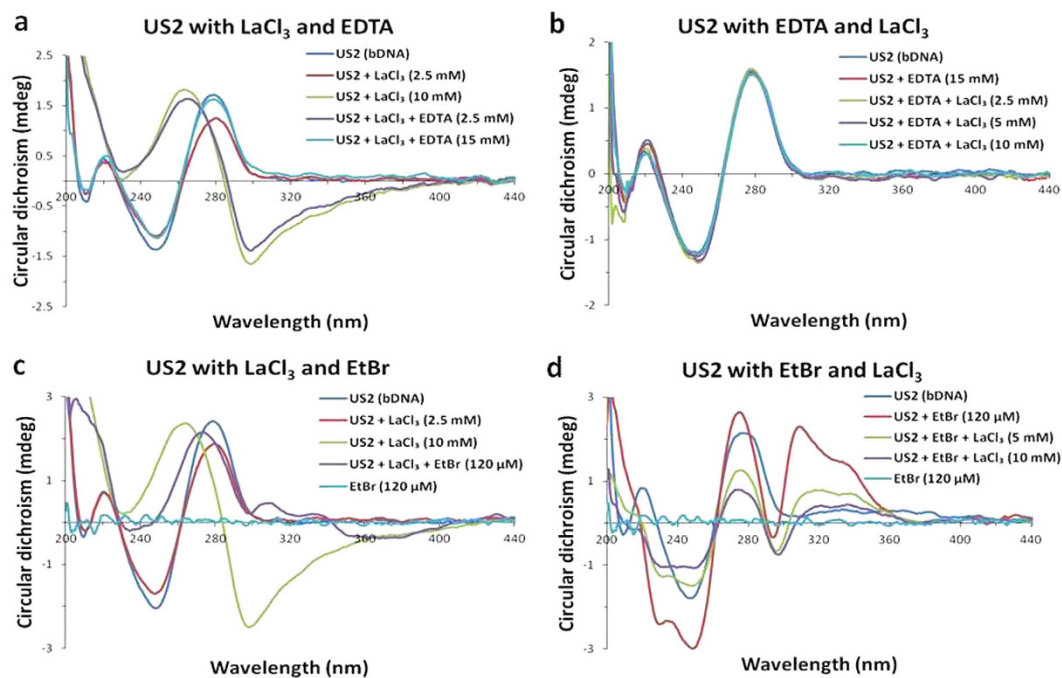 a
US2 with LaCl₃ and EDTA
Circular dichroism (mdeg)
2.5
1.5
0.5
-0.5
-1.5
-2.5
200
240
280
320
360
400
440
US2 (bDNA)
US2 + LaCl₃ (2.5 mM)
US2 + LaCl₃ (10 mM)
US2 + LaCl₃ + EDTA (2.5 mM)
US2 + LaCl₃ + EDTA (15 mM)
Wavelength (nm)
b
US2 with EDTA and LaCl₃
Circular dichroism (mdeg)
2
1
0
-1
-2
200
240
280
320
360
400
440
US2 (bDNA)
US2 + EDTA (15 mM)
US2 + EDTA + LaCl₃ (2.5 mM)
US2 + EDTA + LaCl₃ (5 mM)
US2 + EDTA + LaCl₃ (10 mM)
Wavelength (nm)
c
US2 with LaCl₃ and EtBr
Circular dichroism (mdeg)
3
1
-1
-3
200
240
280
320
360
400
440
US2 (bDNA)
US2 + LaCl₃ (2.5 mM)
US2 + LaCl₃ (10 mM)
US2 + LaCl₃ + EtBr (120 µM)
EtBr (120 µM)
Wavelength (nm)
d
US2 with EtBr and LaCl₃
Circular dichroism (mdeg)
3
1
-1
-3
200
240
280
320
360
400
440
US2 (bDNA)
US2 + EtBr (120 µM)
US2 + EtBr + LaCl₃ (5 mM)
US2 + EtBr + LaCl₃ (10 mM)
EtBr (120 µM)
Wavelength (nm)